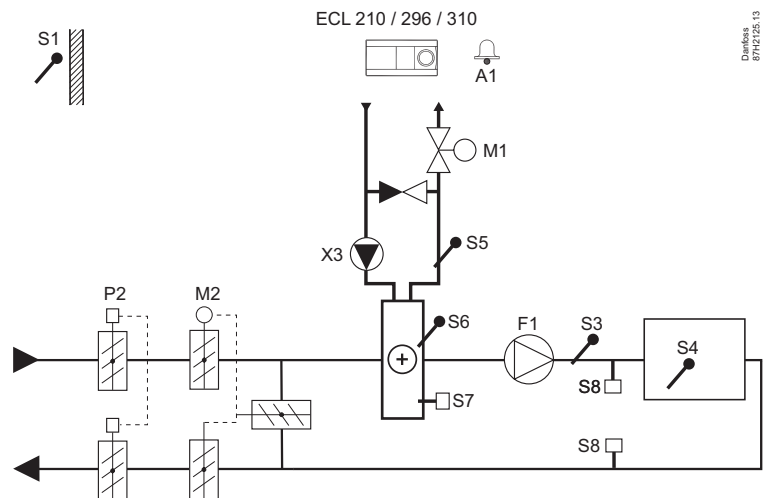 ECL 210 / 296 / 310
S1
A1
Danfoss
87H2125.13
M1
X3
S5
P2
M2
S6
F1
S3
S4
S7
S8
S8